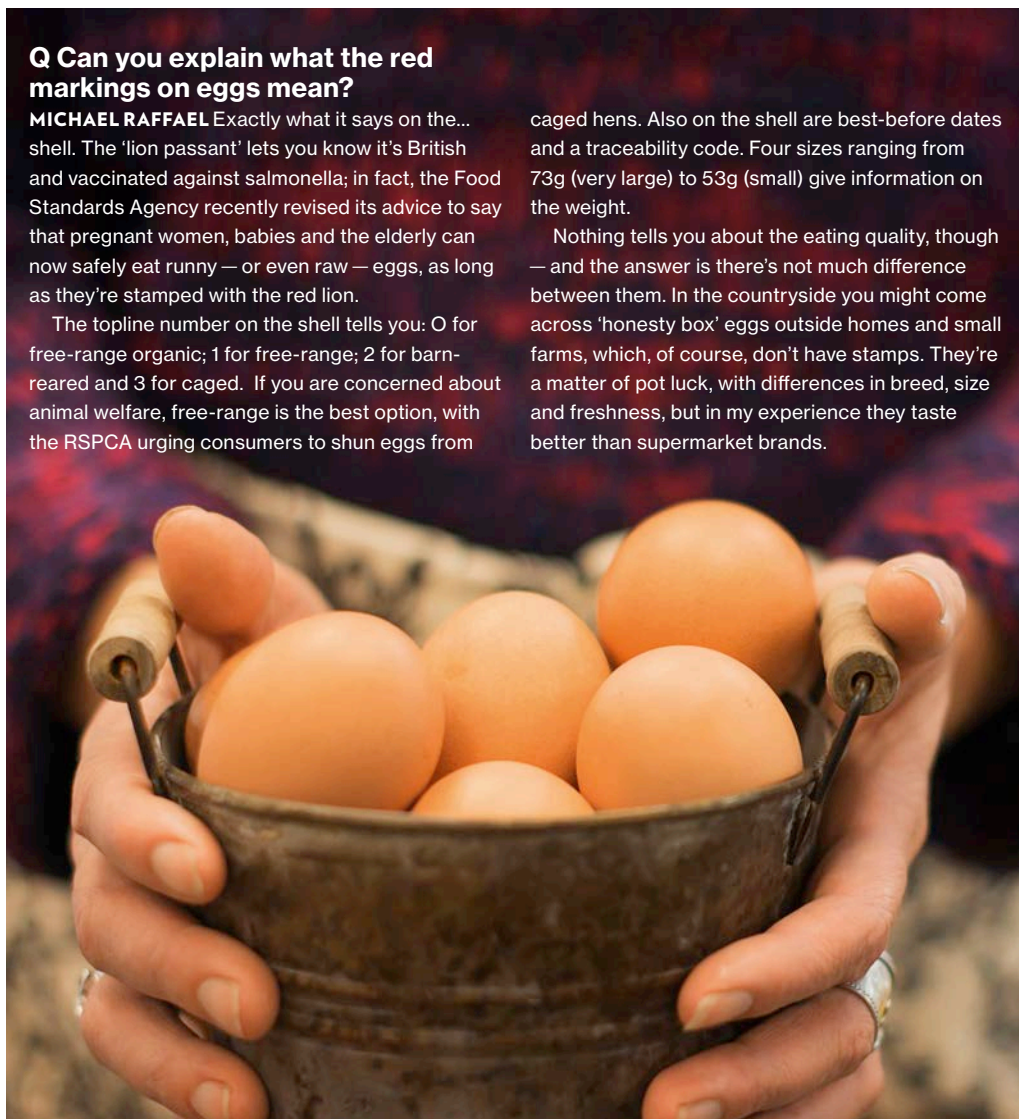 Q Can you explain what the red
markings on eggs mean?
MICHAEL RAFFAEL Exactly what it says on the...
shell. The ‘lion passant’ lets you know it’s British
and vaccinated against salmonella; in fact, the Food
Standards Agency recently revised its advice to say
that pregnant women, babies and the elderly can
now safely eat runny — or even raw — eggs, as long
as they’re stamped with the red lion.
The topline number on the shell tells you: O for
free-range organic; 1 for free-range; 2 for barn-
reared and 3 for caged. If you are concerned about
animal welfare, free-range is the best option, with
the RSPCA urging consumers to shun eggs from
caged hens. Also on the shell are best-before dates
and a traceability code. Four sizes ranging from
73g (very large) to 53g (small) give information on
the weight.
Nothing tells you about the eating quality, though
— and the answer is there’s not much difference
between them. In the countryside you might come
across ‘honesty box’ eggs outside homes and small
farms, which, of course, don’t have stamps. They’re
a matter of pot luck, with differences in breed, size
and freshness, but in my experience they taste
better than supermarket brands.